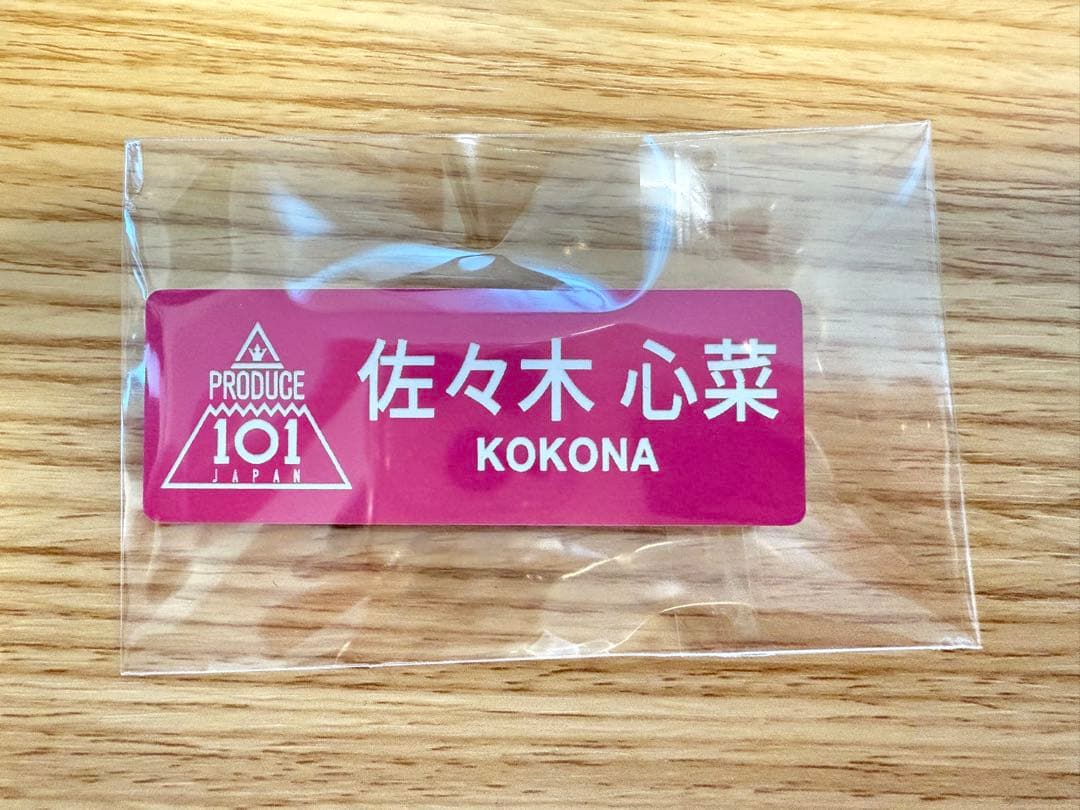 PRODUCE
101
JAPAN
佐々木 心菜
KOKONA